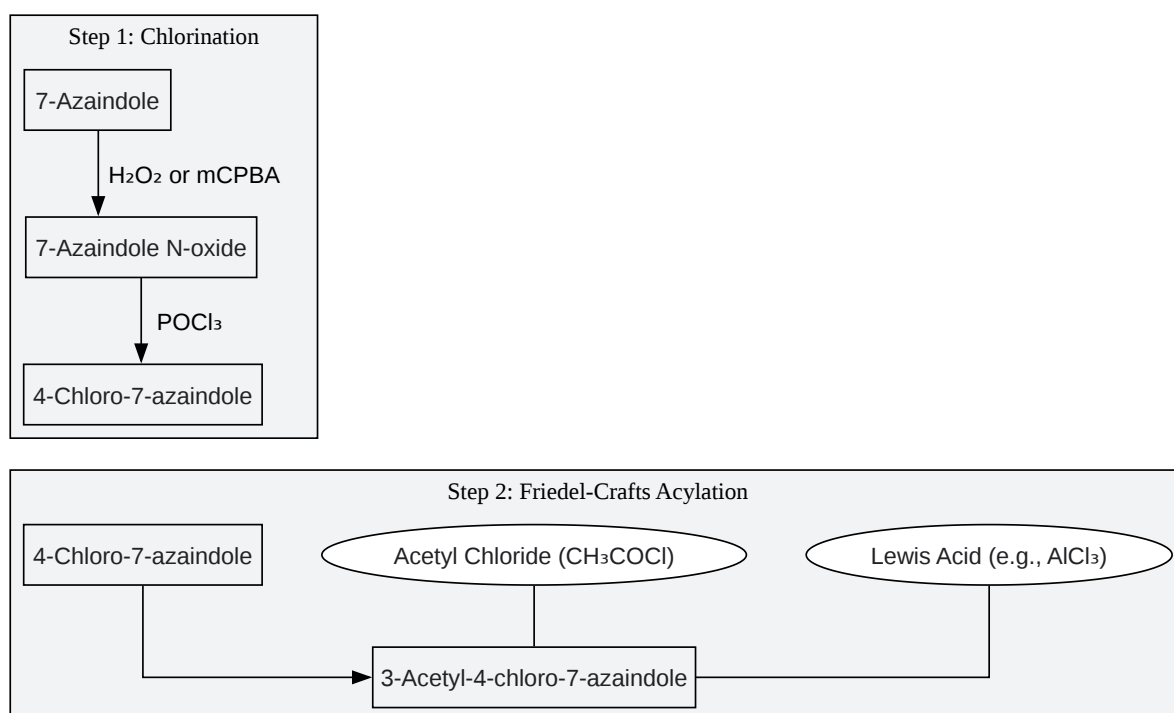 Step 1: Chlorination
7-Azaindole
H₂O₂ or mCPBA
7-Azaindole N-oxide
POCl₃
4-Chloro-7-azaindole
Step 2: Friedel-Crafts Acylation
4-Chloro-7-azaindole
Acetyl Chloride (CH₃COCl)
Lewis Acid (e.g., AlCl₃)
3-Acetyl-4-chloro-7-azaindole